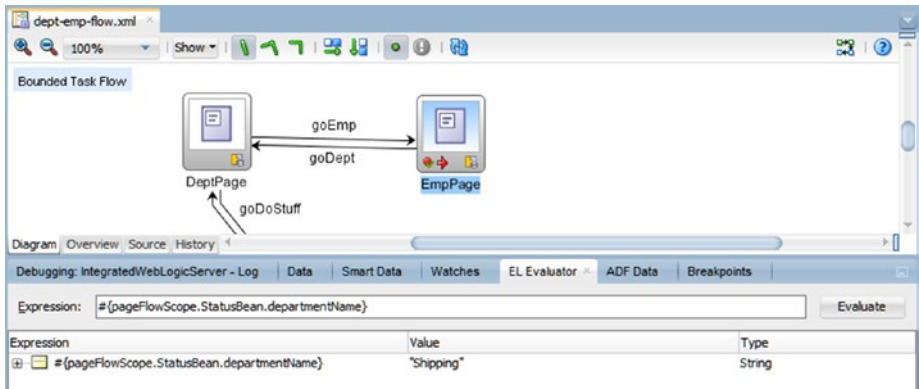 dept-emp-flow.xml
100% Show
Bounded Task Flow
goEmp
goDept
DeptPage
EmpPage
goDoStuff
Diagram Overview Source History
Debugging: IntegratedWebLogicServer - Log Data Smart Data Watches EL Evaluator ADF Data Breakpoints
Expression: #{pageFlowScope.StatusBean.departmentName} Evaluate
Expression Value Type
#{pageFlowScope.StatusBean.departmentName} "Shipping" String